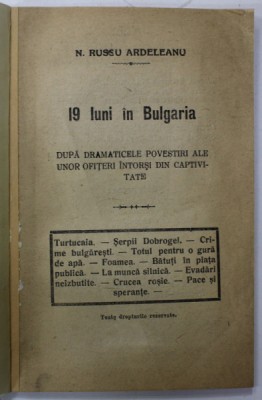 N. RUSSU ARDELEANU
19 luni în Bulgaria
DUPĂ DRAMATICELE POVESTIRI ALE
UNOR OFIȚERI ÎNTORȘI DIN CAPTIVI-
TATE
Turtucaia. — Șerpii Dobrogei. — Cri-
me bulgărești. — Totul pentru o gură
de apă. — Foamea. — Bătuți în piața
publică. — La muncă silnică. — Evadări
neizbutite. — Crucea roșie. — Pace și
speranțe. —
Toate drepturile rezervate.